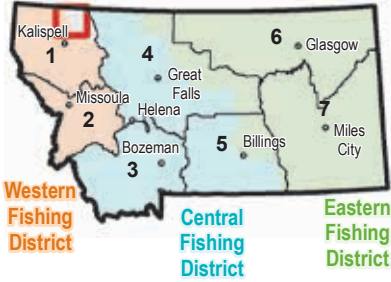 Kalispell
1
4
6
Glasgow
Great
Falls
Missoula
Helena
2
7
Miles
City
Bozeman
3
5
Billings
Western
Fishing
District
Central
Fishing
District
Eastern
Fishing
District